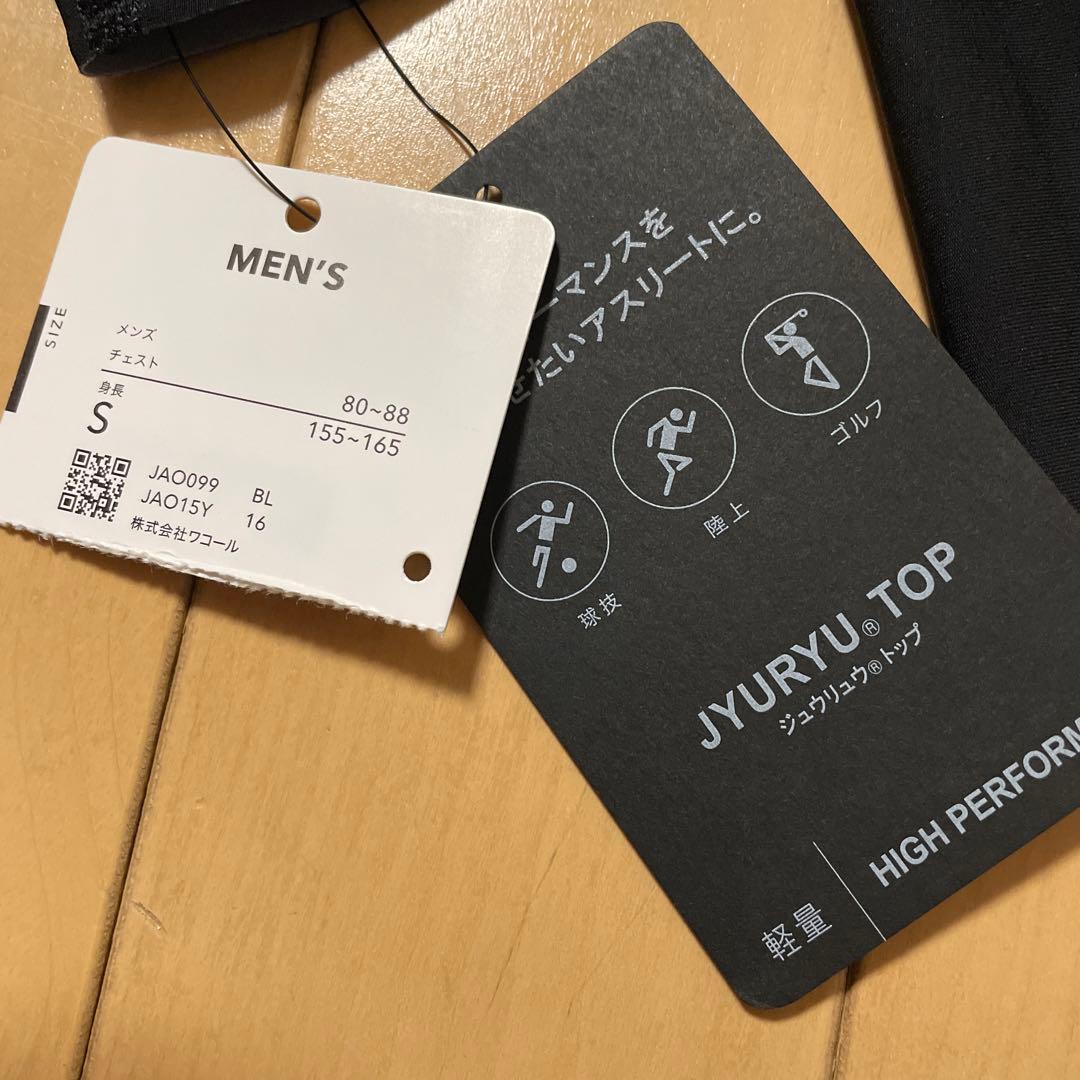 MEN'S
SIZE
メンズ
チェスト 80~88
身長 155~165
S
JAO099 BL
JAO15Y 16
株式会社ワコール
ーマンスを
せたいアスリートに。
ゴルフ
陸上
球技
JYURYU® TOP
ジュウリュウ®トップ
HIGH PERFORM
軽量